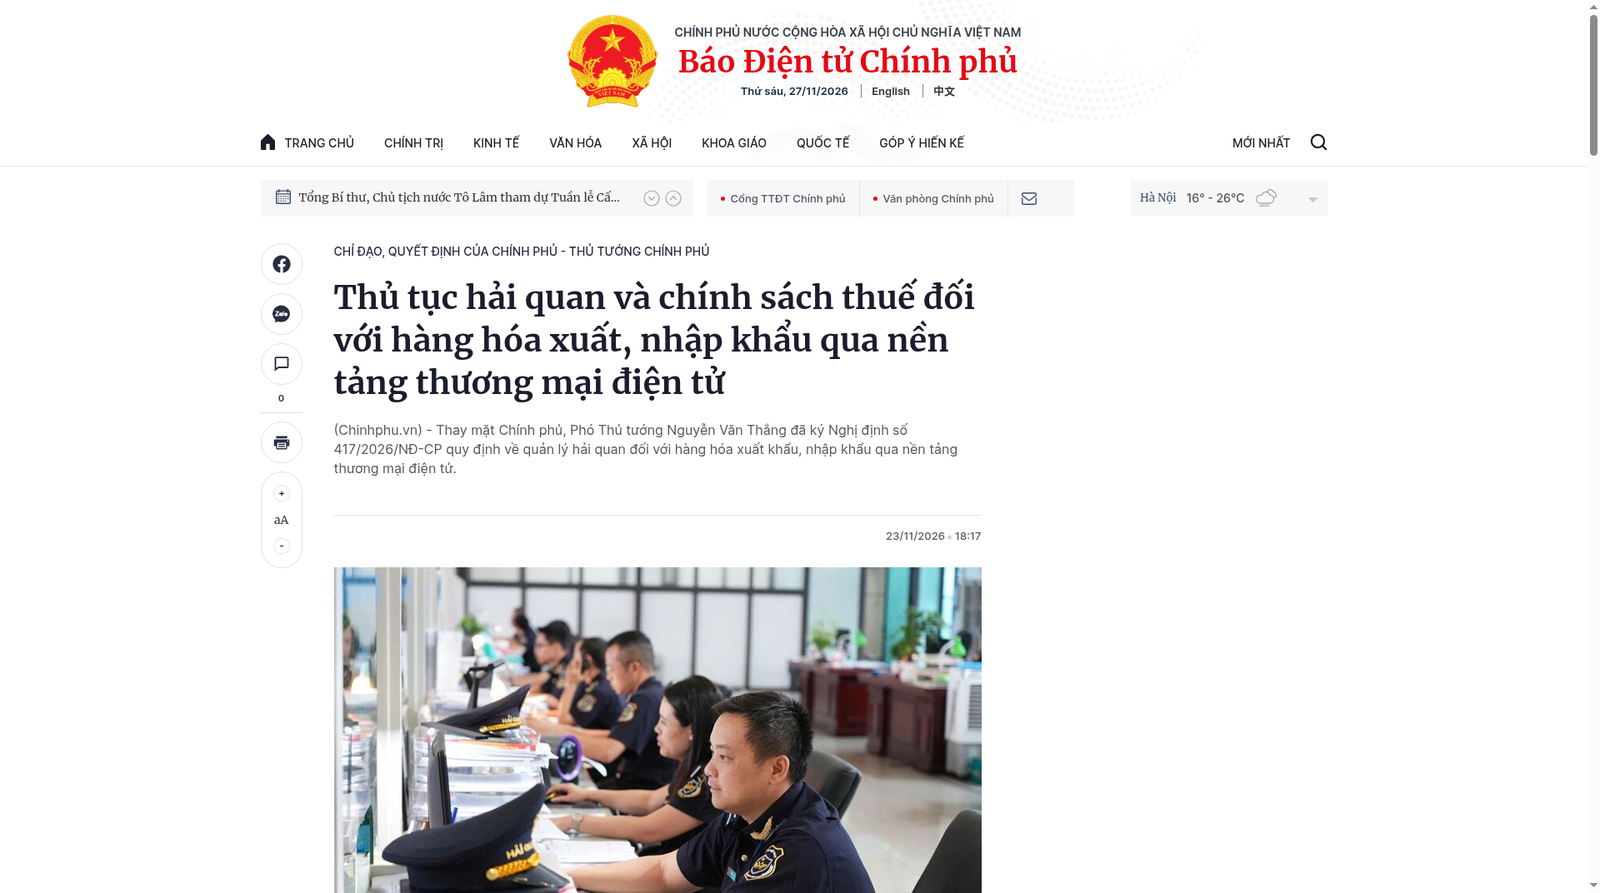 CHÍNH PHỦ NƯỚC CỘNG HÒA XÃ HỘI CHỦ NGHĨA VIỆT NAM
Báo Điện tử Chính phủ
Thứ sáu, 27/11/2026
English
中文
VIỆT NAM
TRANG CHỦ
CHÍNH TRỊ
KINH TẾ
VĂN HÓA
XÃ HỘI
KHOA GIÁO
QUỐC TẾ
GÓP Ý HIẾN KẾ
MỚI NHẤT
Tổng Bí thư, Chủ tịch nước Tô Lâm tham dự Tuần lễ Cấ...
Cổng TTĐT Chính phủ
Văn phòng Chính phủ
Hà Nội
16° - 26°C
CHỈ ĐẠO, QUYẾT ĐỊNH CỦA CHÍNH PHỦ - THỦ TƯỚNG CHÍNH PHỦ
Thủ tục hải quan và chính sách thuế đối
với hàng hóa xuất, nhập khẩu qua nền
tảng thương mại điện tử
Zalo
0
+
aA
-
(Chinhphu.vn) - Thay mặt Chính phủ, Phó Thủ tướng Nguyễn Văn Thắng đã ký Nghị định số
417/2026/NĐ-CP quy định về quản lý hải quan đối với hàng hóa xuất khẩu, nhập khẩu qua nền tảng
thương mại điện tử.
23/11/2026
18:17
HẢI QUAN